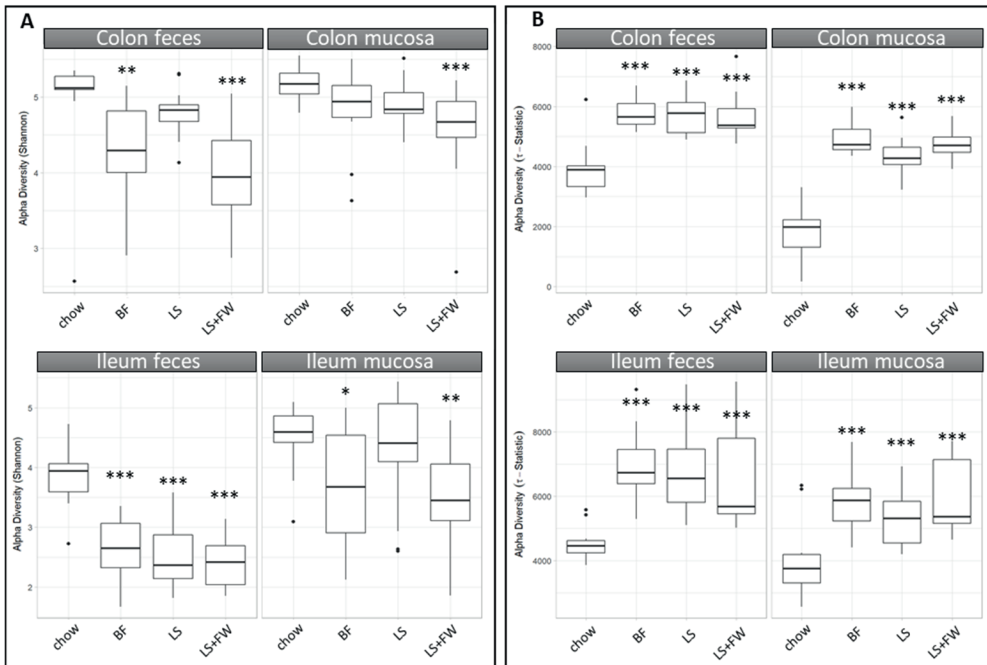 A
Colon feces
Colon mucosa
Alpha Diversity (Shannon)
5
4
3
**
***
***
chow
BF
LS
LS+FW
chow
BF
LS
LS+FW
Ileum feces
Ileum mucosa
Alpha Diversity (Shannon)
5
4
3
2
***
***
***
*
**
chow
BF
LS
LS+FW
chow
BF
LS
LS+FW
B
Colon feces
Colon mucosa
Alpha Diversity (τ − Statistic)
8000
6000
4000
2000
0
***
***
***
***
***
***
chow
BF
LS
LS+FW
chow
BF
LS
LS+FW
Ileum feces
Ileum mucosa
Alpha Diversity (τ − Statistic)
8000
6000
4000
***
***
***
***
***
***
chow
BF
LS
LS+FW
chow
BF
LS
LS+FW